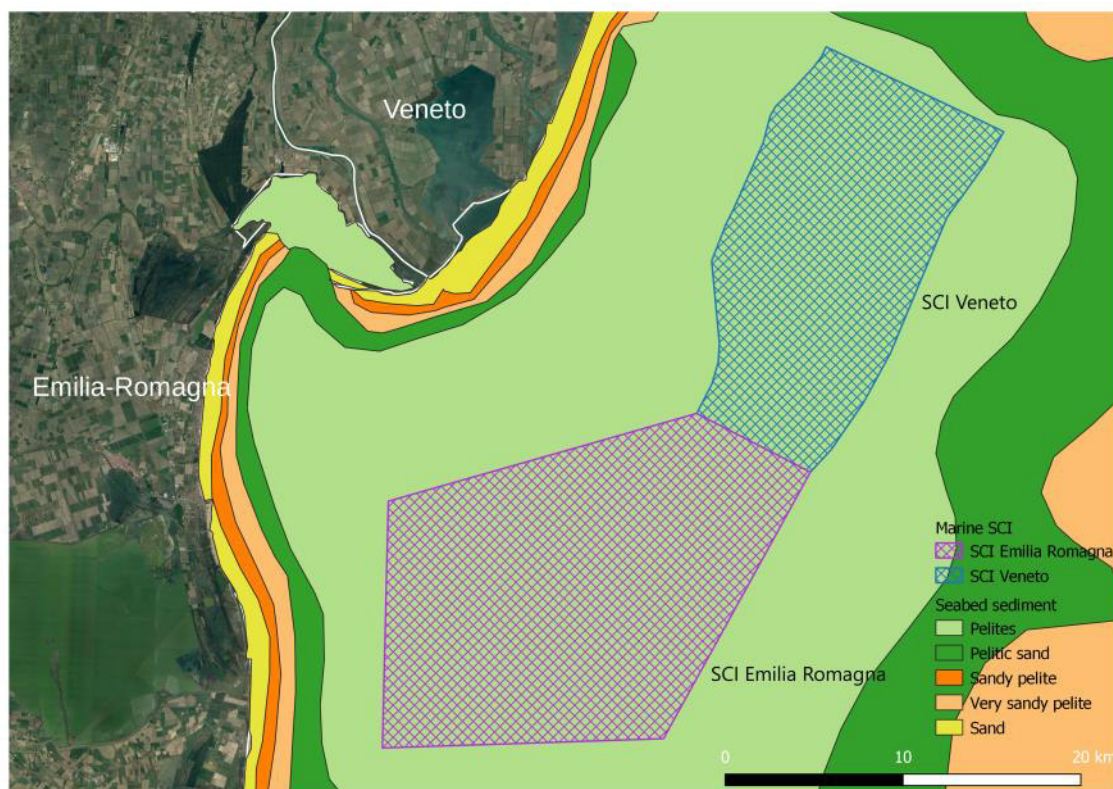 Veneto
SCI Veneto
Emilia-Romagna
Marine SCI
SCI Emilia Romagna
SCI Veneto
Seabed sediment
Pelites
Pelitic sand
Sandy pelite
Very sandy pelite
Sand
SCI Emilia Romagna
0 10 20 km